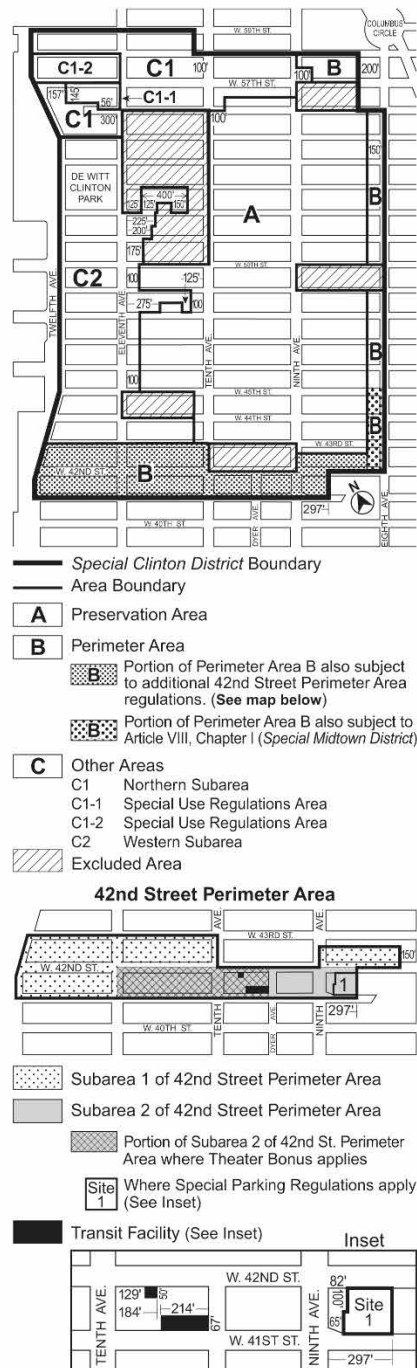 COLUMBUS
CIRCLE
W. 59TH ST.
C1-2
C1
100'
100'
B
200'
W. 57TH ST.
157'
145'
56'
C1-1
C1
300'
100'
150'
DE WITT
CLINTON
PARK
400'
125'
125'
150'
A
B
225'
200'
175'
W. 50TH ST.
C2
100'
125'
275'
100'
TWELFTH AVE.
ELEVENTH AVE.
TENTH AVE.
NINTH AVE.
B
100'
W. 45TH ST.
W. 44TH ST.
B
W. 43RD ST.
W. 42ND ST.
B
N
W. 40TH ST.
DYER AVE.
297'
EIGHTH AVE.
Special Clinton District Boundary
Area Boundary
A Preservation Area
B Perimeter Area
B Portion of Perimeter Area B also subject
to additional 42nd Street Perimeter Area
regulations. (See map below)
B Portion of Perimeter Area B also subject to
Article VIII, Chapter I (Special Midtown District)
C Other Areas
C1 Northern Subarea
C1-1 Special Use Regulations Area
C1-2 Special Use Regulations Area
C2 Western Subarea
Excluded Area
42nd Street Perimeter Area
AVE.
AVE.
W. 43RD ST.
W. 42ND ST.
150'
1
W. 40TH ST.
TENTH
DYER AVE.
NINTH
297'
Subarea 1 of 42nd Street Perimeter Area
Subarea 2 of 42nd Street Perimeter Area
Portion of Subarea 2 of 42nd St. Perimeter
Area where Theater Bonus applies
Site 1 Where Special Parking Regulations apply
(See Inset)
Transit Facility (See Inset)
Inset
W. 42ND ST.
82'
129'
50'
100'
Site
1
184'
214'
67'
65'
W. 41ST ST.
TENTH AVE.
NINTH AVE.
297'